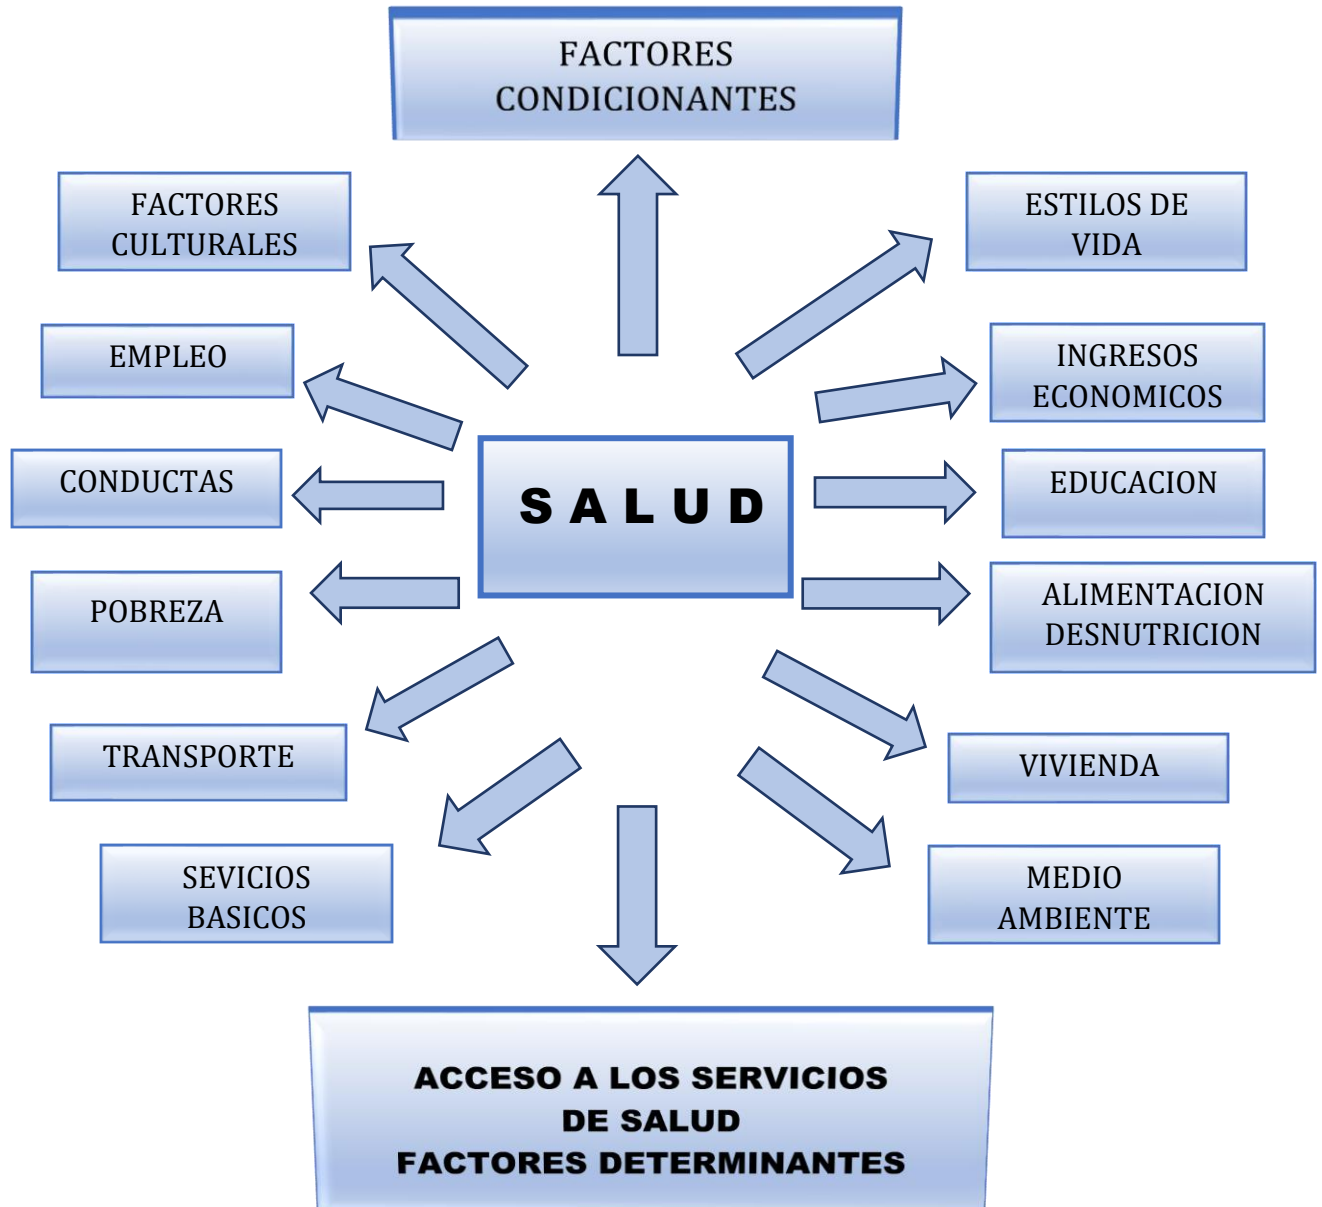 FACTORES
CONDICIONANTES
FACTORES
CULTURALES
ESTILOS DE
VIDA
EMPLEO
INGRESOS
ECONOMICOS
CONDUCTAS
S A L U D
EDUCACION
POBREZA
ALIMENTACION
DESNUTRICION
TRANSPORTE
VIVIENDA
SEVICIOS
BASICOS
MEDIO
AMBIENTE
ACCESO A LOS SERVICIOS
DE SALUD
FACTORES DETERMINANTES